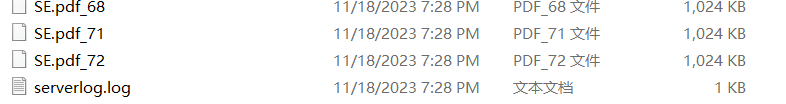 SE.pdf_68 11/18/2023 7:28 PM PDF_68 文件 1,024 KB
SE.pdf_71 11/18/2023 7:28 PM PDF_71 文件 1,024 KB
SE.pdf_72 11/18/2023 7:28 PM PDF_72 文件 1,024 KB
serverlog.log 11/18/2023 7:28 PM 文本文档 1 KB